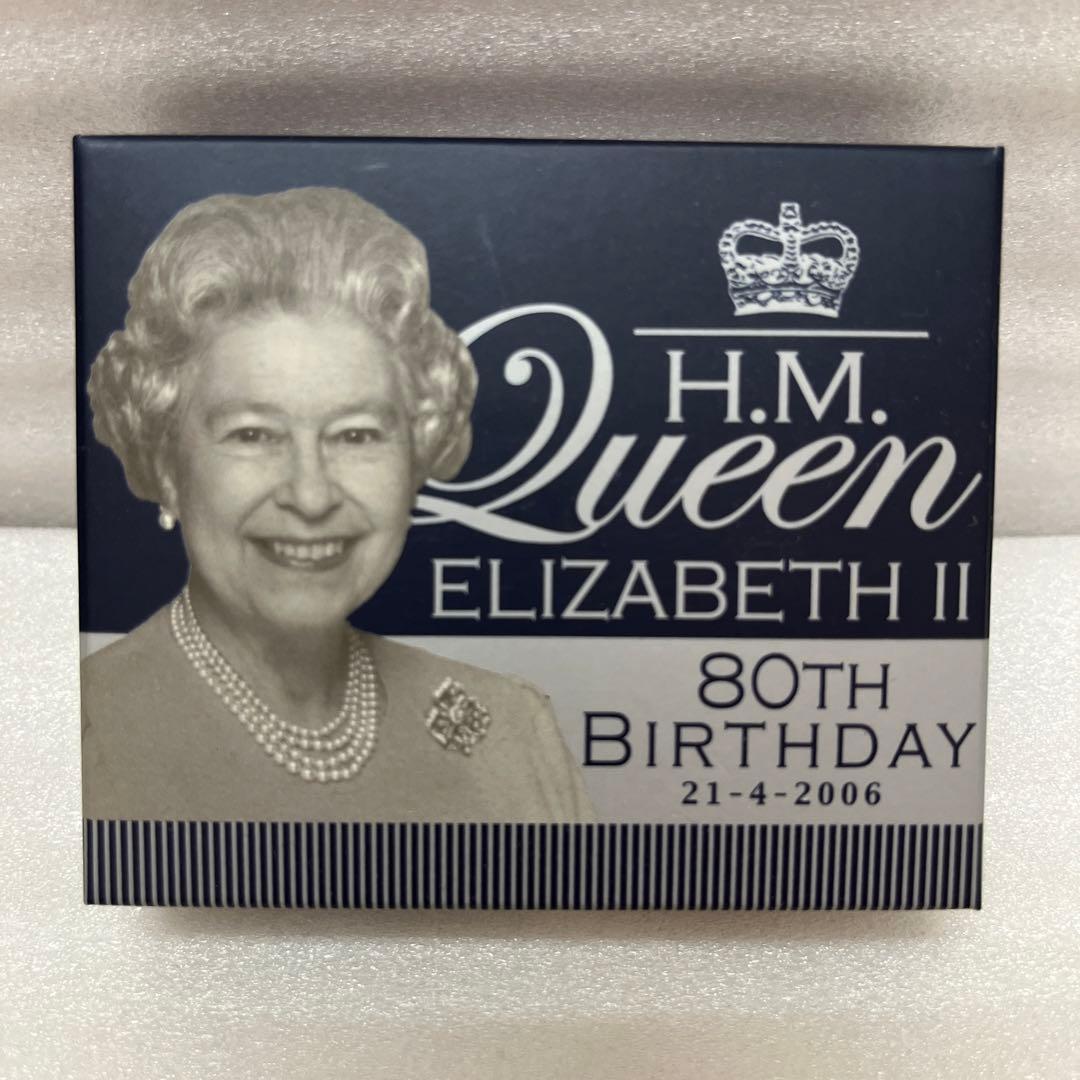 H.M.
Queen
ELIZABETH II
80TH
BIRTHDAY
21-4-2006